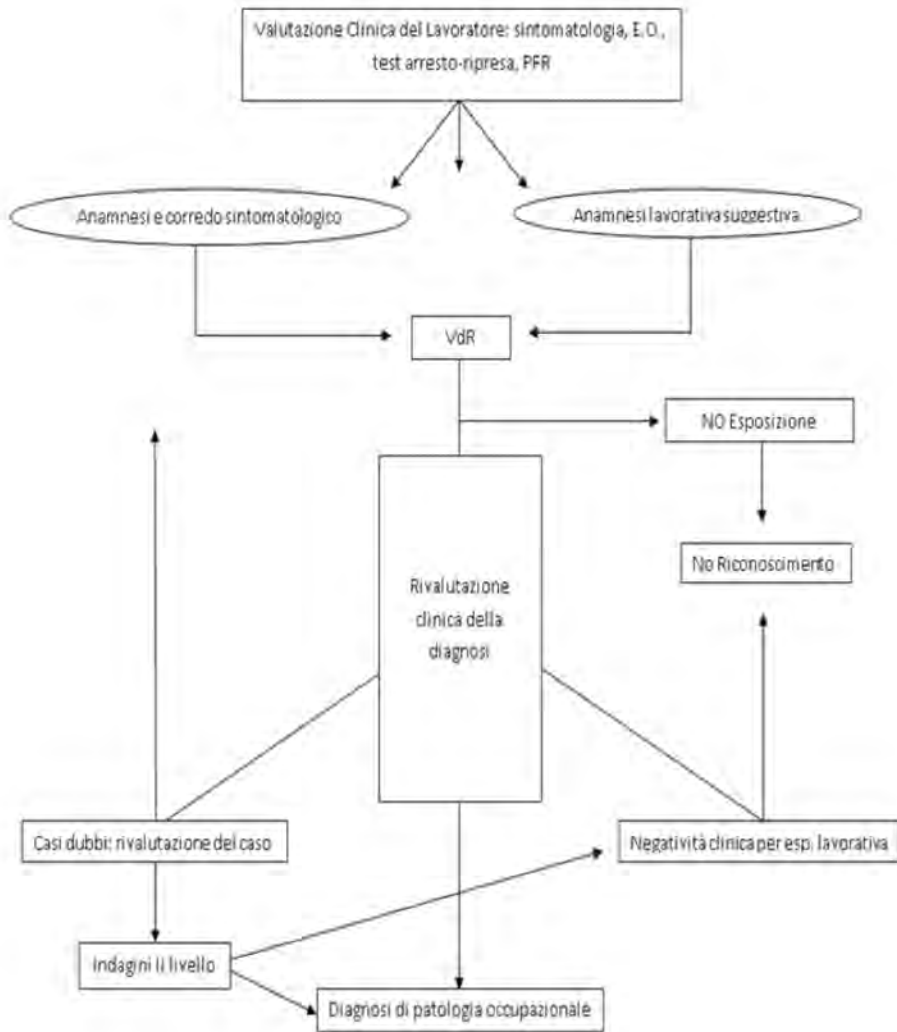 Valutazione Clinica del Lavoratore: sintomatologia, E.O.,
test arresto-ripresa, PFR
Anamnesi e corredo sintomatologico
Anamnesi lavorativa suggestiva
VdR
NO Esposizione
No Riconoscimento
Rivalutazione
clinica della
diagnosi
Casi dubbi: rivalutazione del caso
Negatività clinica per esp. lavorativa
Indagini II livello
Diagnosi di patologia occupazionale